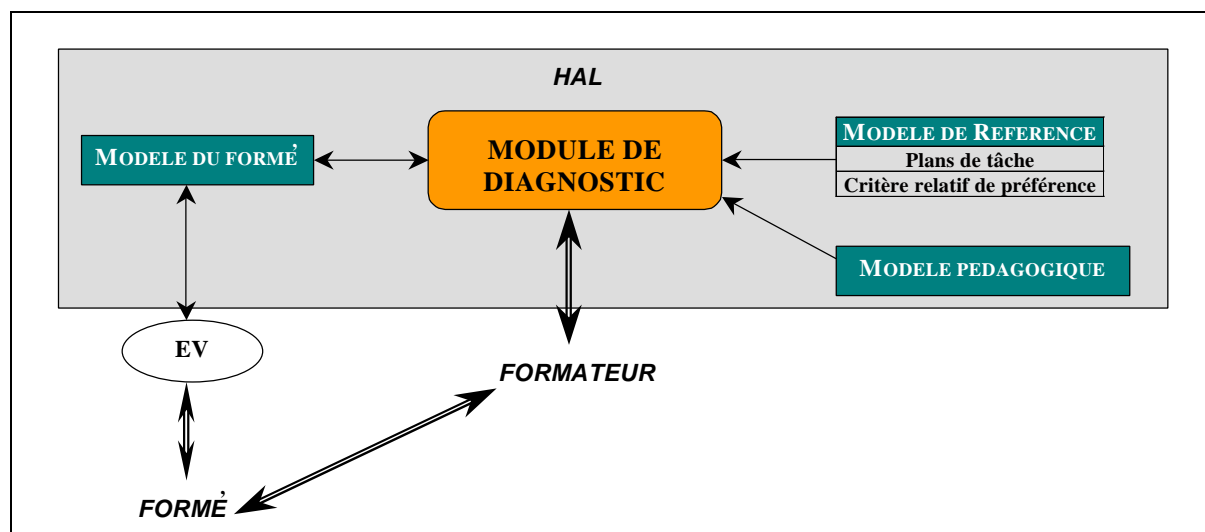 HAL
MODELE DU FORMÉ
MODULE DE
DIAGNOSTIC
MODELE DE REFERENCE
Plans de tâche
Critère relatif de préférence
MODELE PEDAGOGIQUE
EV
FORMATEUR
FORMÉ